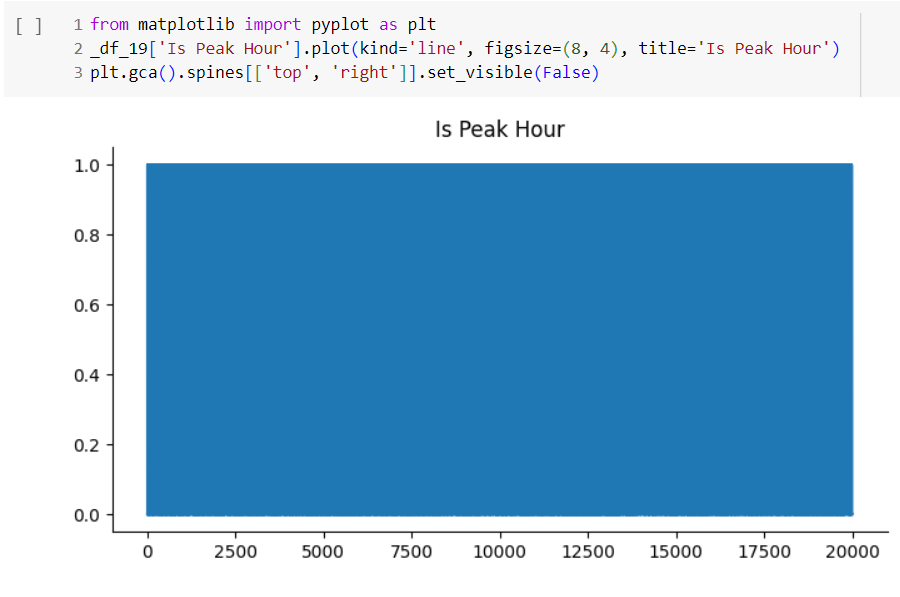 [ ]
1 from matplotlib import pyplot as plt
2 _df_19['Is Peak Hour'].plot(kind='line', figsize=(8, 4), title='Is Peak Hour')
3 plt.gca().spines[['top', 'right']].set_visible(False)
Is Peak Hour
1.0
0.8
0.6
0.4
0.2
0.0
0 2500 5000 7500 10000 12500 15000 17500 20000